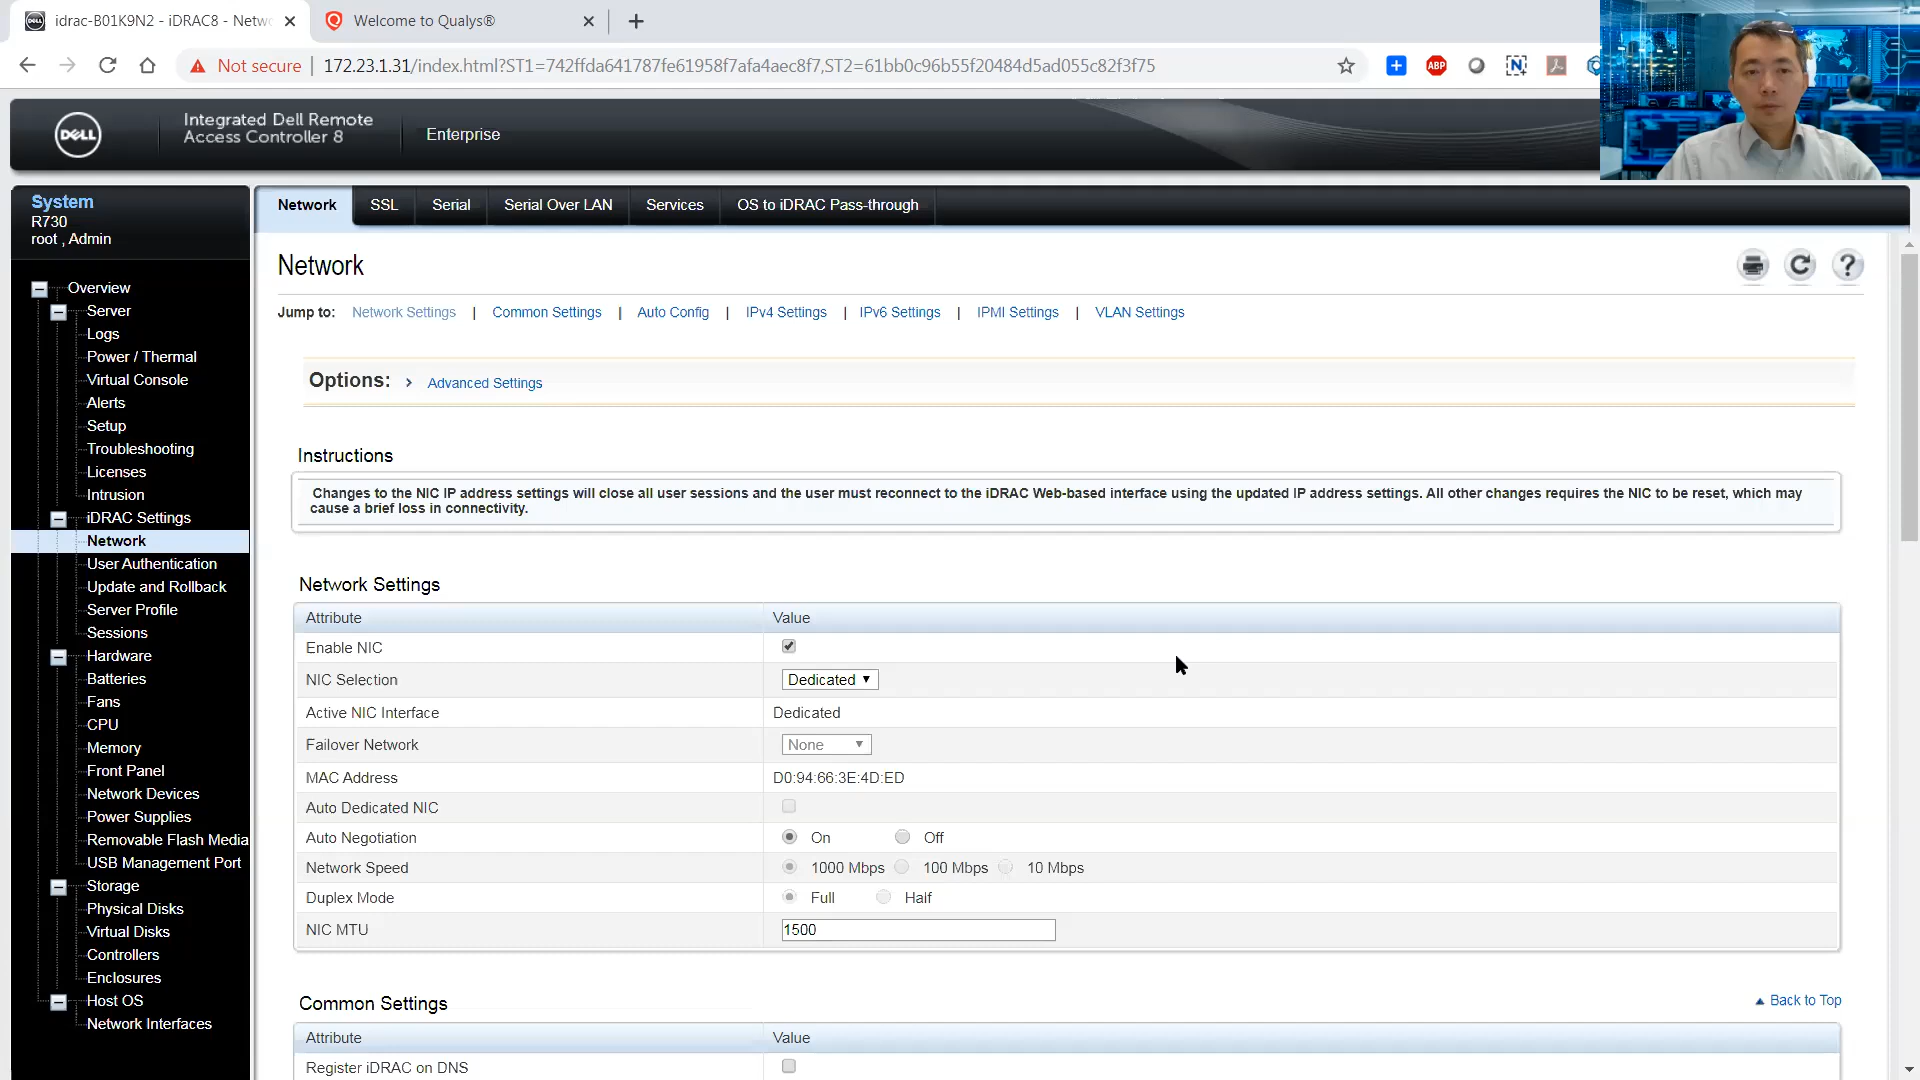 idrac-B01K9N2 - iDRAC8 - Netwo
Welcome to Qualys®
Not secure | 172.23.1.31/index.html?ST1=742ffda641787fe61958f7afa4aec8f7,ST2=61bb0c96b55f20484d5ad055c82f3f75
ABP
N
DELL
Integrated Dell Remote
Access Controller 8
Enterprise
System
R730
root , Admin
Network
SSL
Serial
Serial Over LAN
Services
OS to iDRAC Pass-through
Overview
Server
Logs
Power / Thermal
Virtual Console
Alerts
Setup
Troubleshooting
Licenses
Intrusion
iDRAC Settings
Network
User Authentication
Update and Rollback
Server Profile
Sessions
Hardware
Batteries
Fans
CPU
Memory
Front Panel
Network Devices
Power Supplies
Removable Flash Media
USB Management Port
Storage
Physical Disks
Virtual Disks
Controllers
Enclosures
Host OS
Network Interfaces
Network
Jump to: Network Settings | Common Settings | Auto Config | IPv4 Settings | IPv6 Settings | IPMI Settings | VLAN Settings
Options: › Advanced Settings
Instructions
Changes to the NIC IP address settings will close all user sessions and the user must reconnect to the iDRAC Web-based interface using the updated IP address settings. All other changes requires the NIC to be reset, which may
cause a brief loss in connectivity.
Network Settings
Attribute Value
Enable NIC
NIC Selection Dedicated
Active NIC Interface Dedicated
Failover Network None
MAC Address D0:94:66:3E:4D:ED
Auto Dedicated NIC
Auto Negotiation On Off
Network Speed 1000 Mbps 100 Mbps 10 Mbps
Duplex Mode Full Half
NIC MTU 1500
Common Settings
Back to Top
Attribute Value
Register iDRAC on DNS